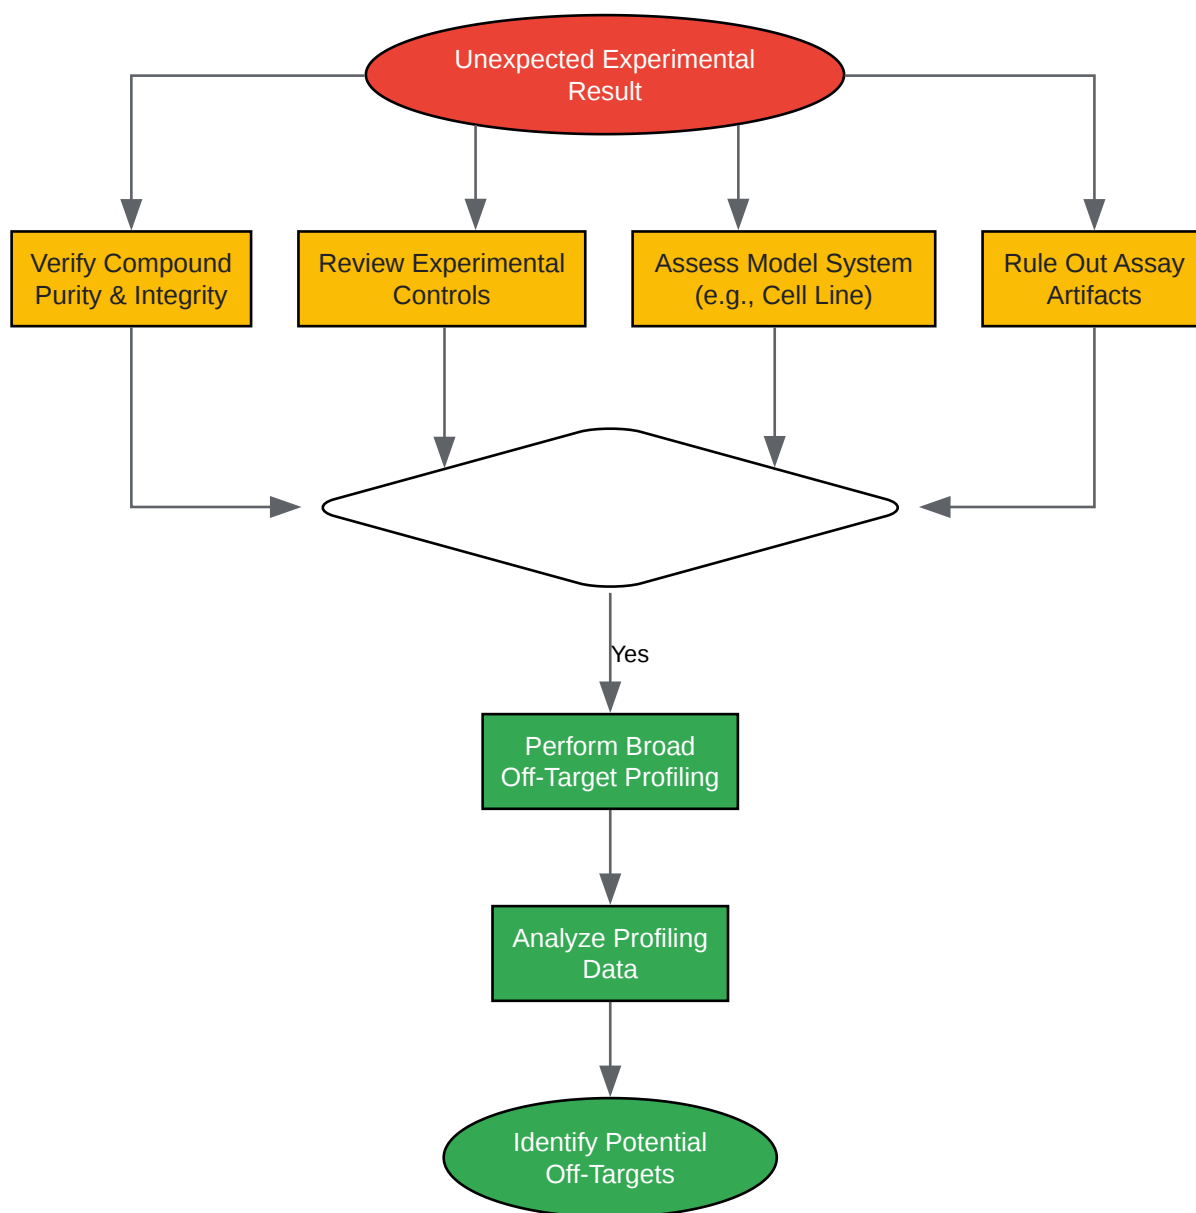 Unexpected Experimental
Result
Verify Compound
Purity & Integrity
Review Experimental
Controls
Assess Model System
(e.g., Cell Line)
Rule Out Assay
Artifacts
Yes
Perform Broad
Off-Target Profiling
Analyze Profiling
Data
Identify Potential
Off-Targets